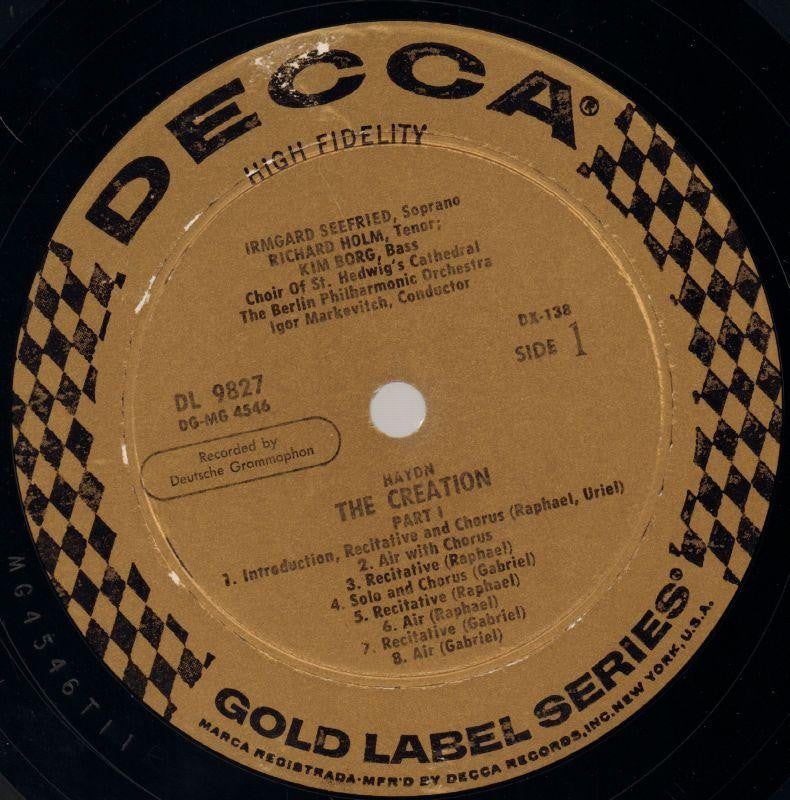 DECCA®
HIGH FIDELITY
IRMGARD SEEFRIED, Soprano
RICHARD HOLM, Tenor;
KIM BORG, Bass
Choir Of St. Hedwig's Cathedral
The Berlin Philharmonic Orchestra
Igor Markevitch, Conductor
DX-138
SIDE 1
DL 9827
DG-MG 4546
Recorded by
Deutsche Grammophon
HAYDN
THE CREATION
PART I
1. Introduction, Recitative and Chorus (Raphael, Uriel)
2. Air with Chorus
3. Recitative (Raphael)
4. Solo and Chorus (Gabriel)
5. Recitative (Raphael)
6. Air (Raphael)
7. Recitative (Gabriel)
8. Air (Gabriel)
GOLD LABEL SERIES®
MARCA REGISTRADA·MFR'D BY DECCA RECORDS, INC. NEW YORK, U.S.A.
MG4546T11